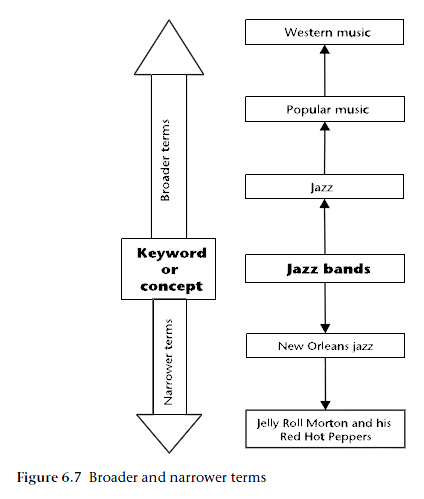 Western music
Popular music
Broader terms
Jazz
Keyword
or
concept
Jazz bands
Narrower terms
New Orleans jazz
Jelly Roll Morton and his
Red Hot Peppers
Figure 6.7 Broader and narrower terms